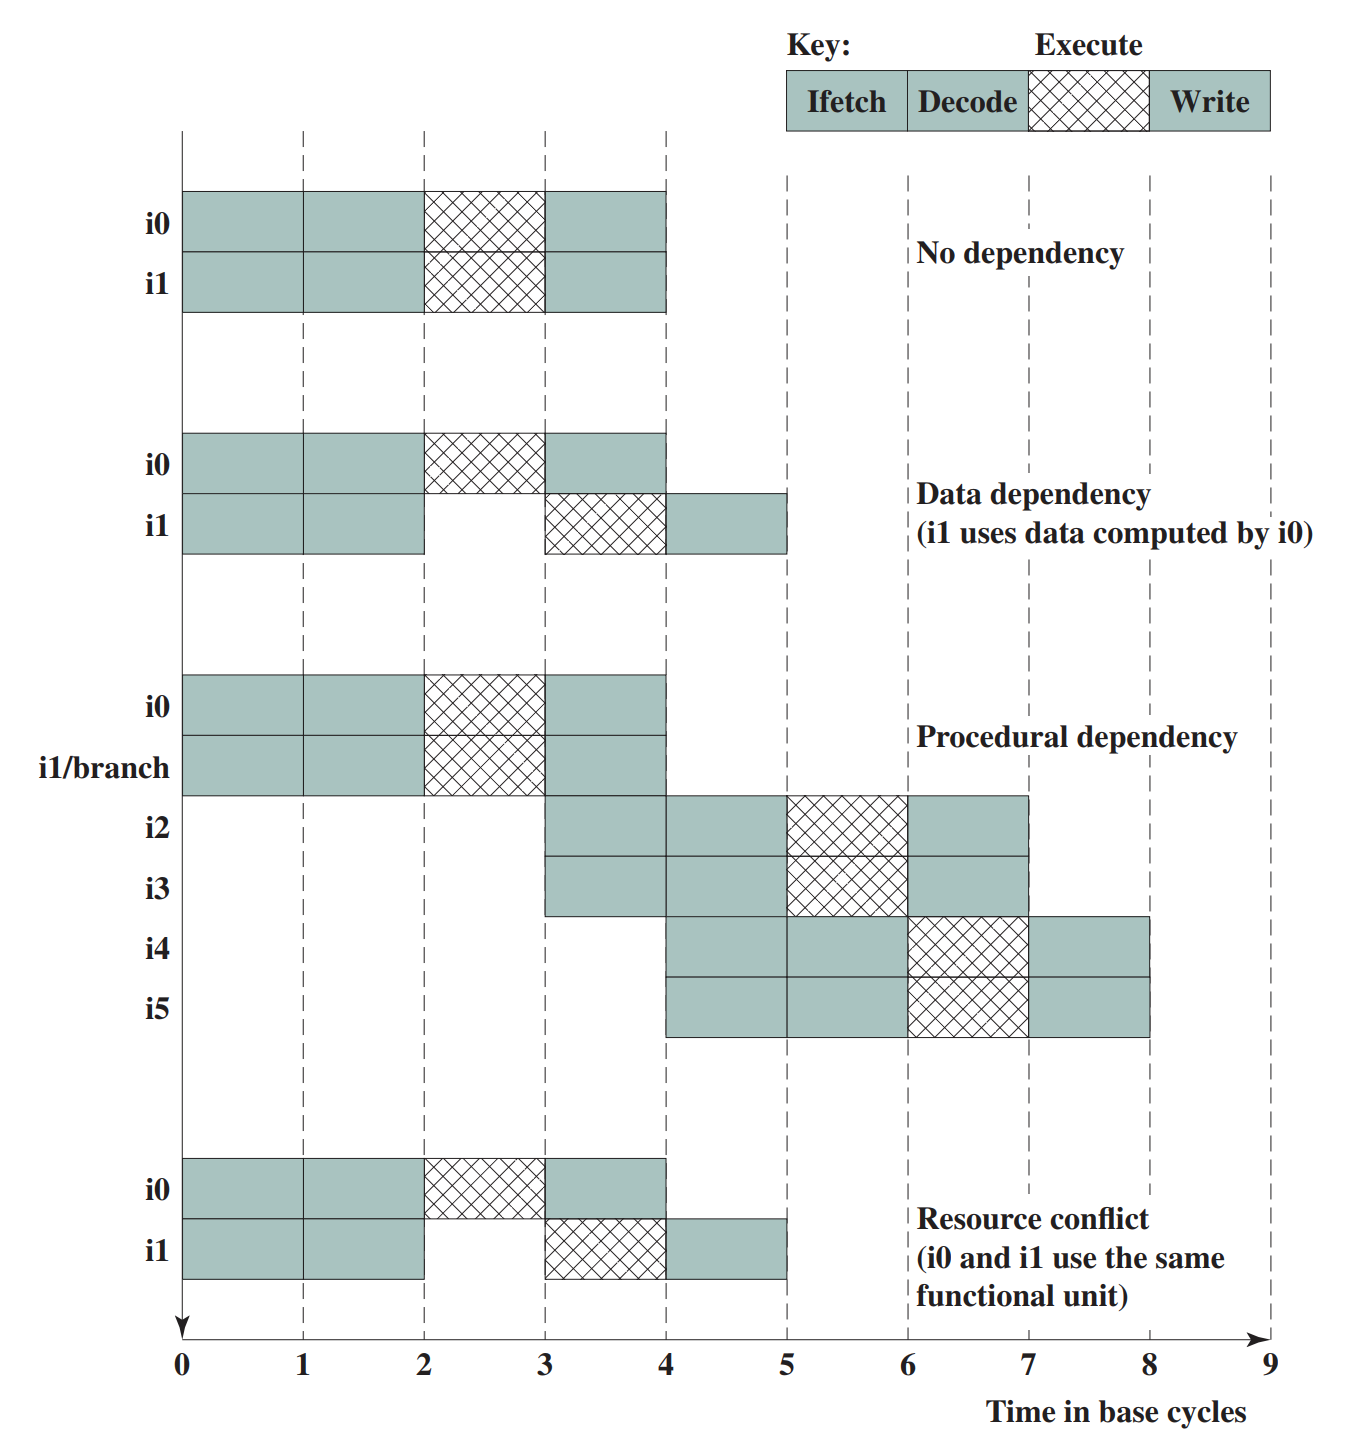 Key:
Execute
Ifetch
Decode
Write
i0
i1
No dependency
i0
i1
Data dependency
(i1 uses data computed by i0)
i0
i1/branch
i2
i3
i4
i5
Procedural dependency
i0
i1
Resource conflict
(i0 and i1 use the same
functional unit)
0 1 2 3 4 5 6 7 8 9
Time in base cycles